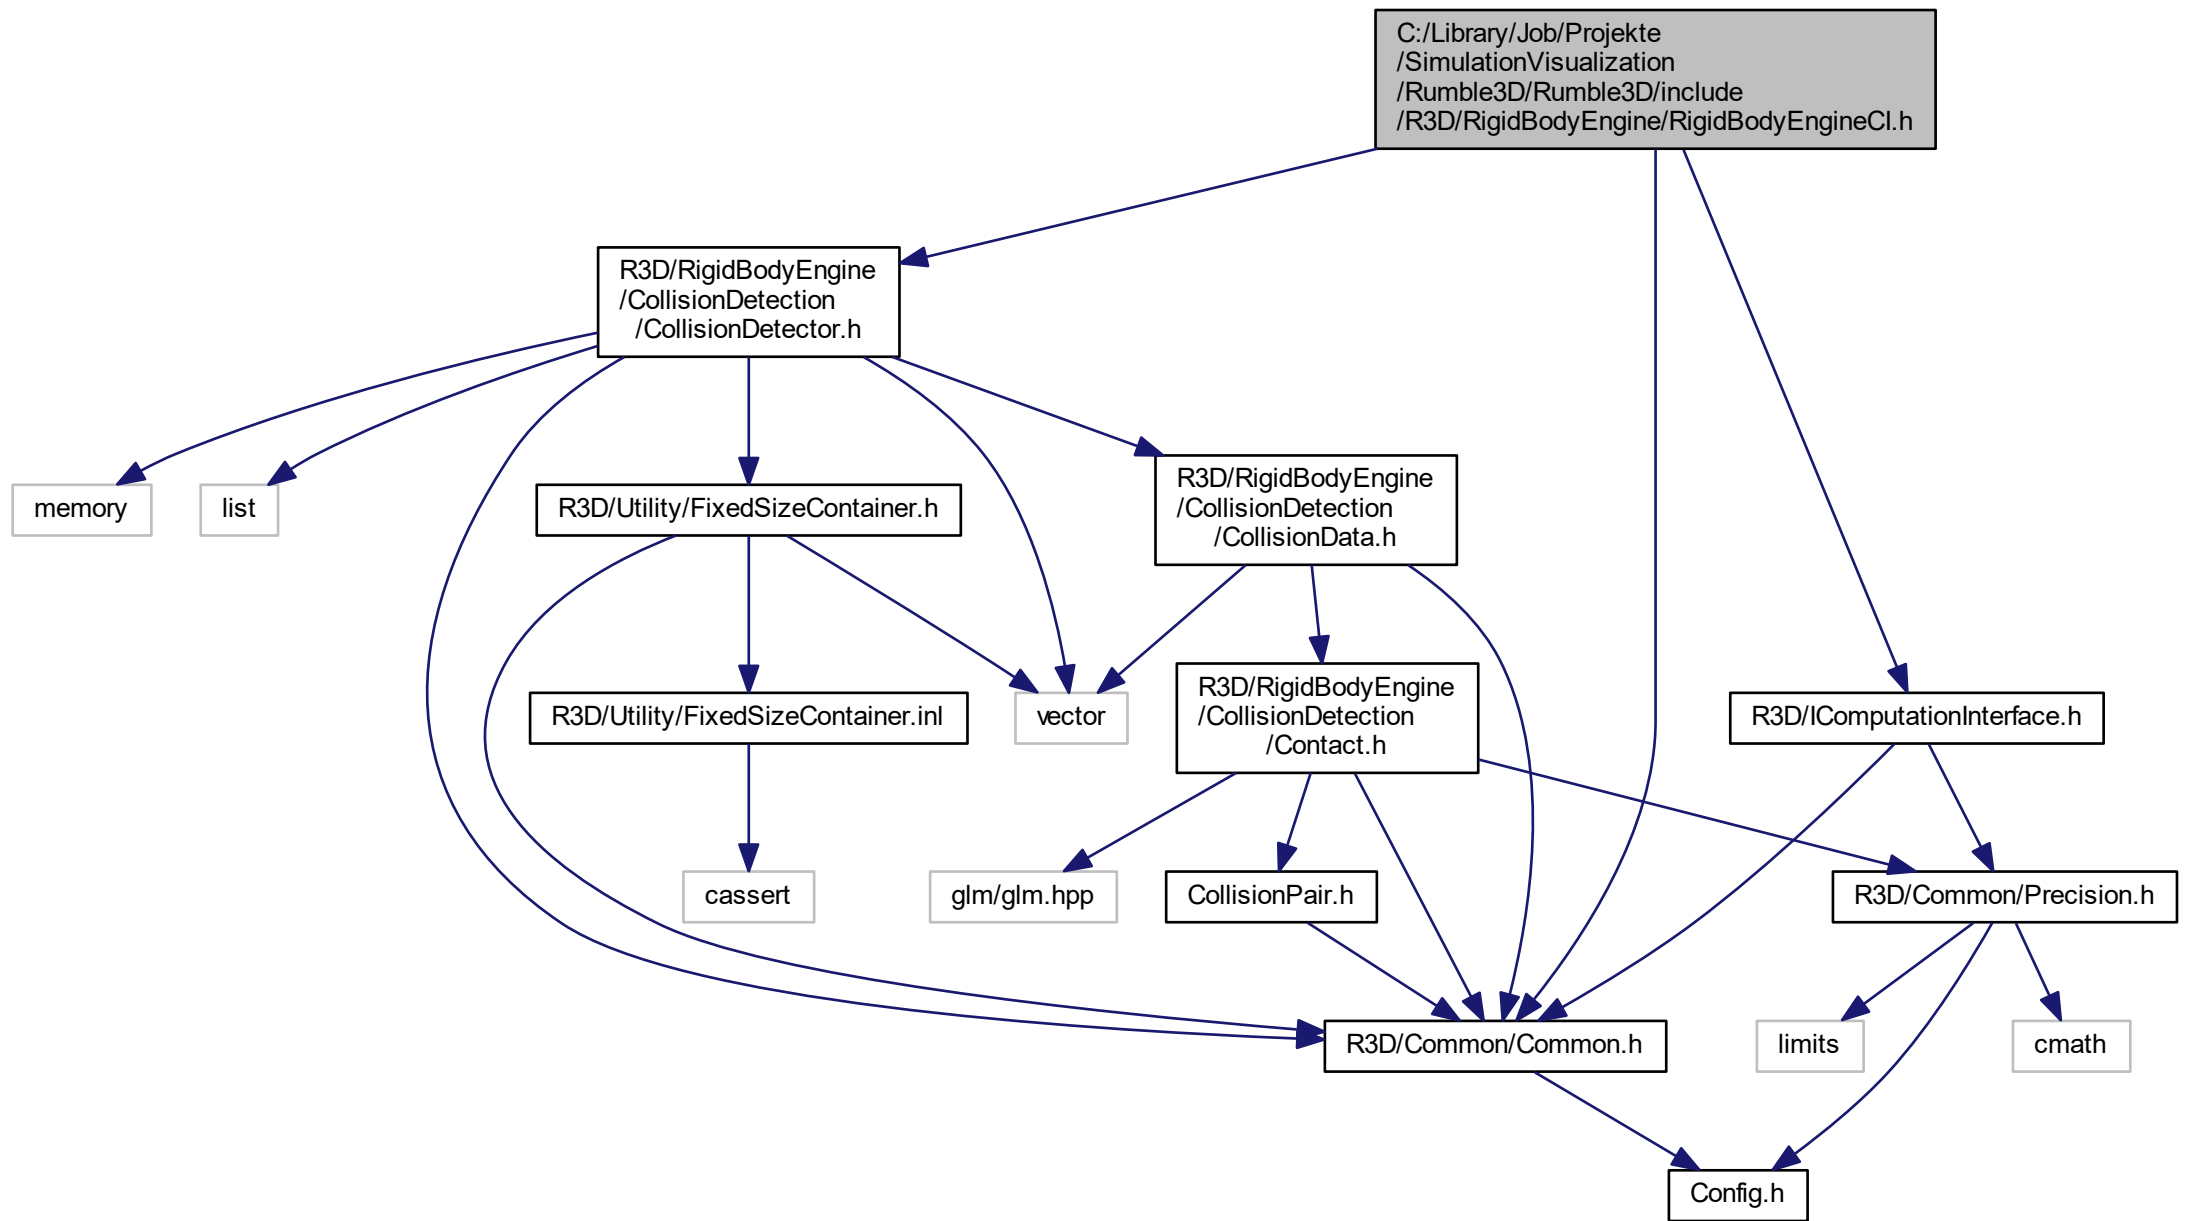 C:/Library/Job/Projekte
/SimulationVisualization
/Rumble3D/Rumble3D/include
/R3D/RigidBodyEngine/RigidBodyEngineCI.h
R3D/RigidBodyEngine
/CollisionDetection
/CollisionDetector.h
memory
list
R3D/Utility/FixedSizeContainer.h
R3D/RigidBodyEngine
/CollisionDetection
/CollisionData.h
R3D/Utility/FixedSizeContainer.inl
vector
R3D/RigidBodyEngine
/CollisionDetection
/Contact.h
R3D/IComputationInterface.h
cassert
glm/glm.hpp
CollisionPair.h
R3D/Common/Precision.h
R3D/Common/Common.h
limits
cmath
Config.h